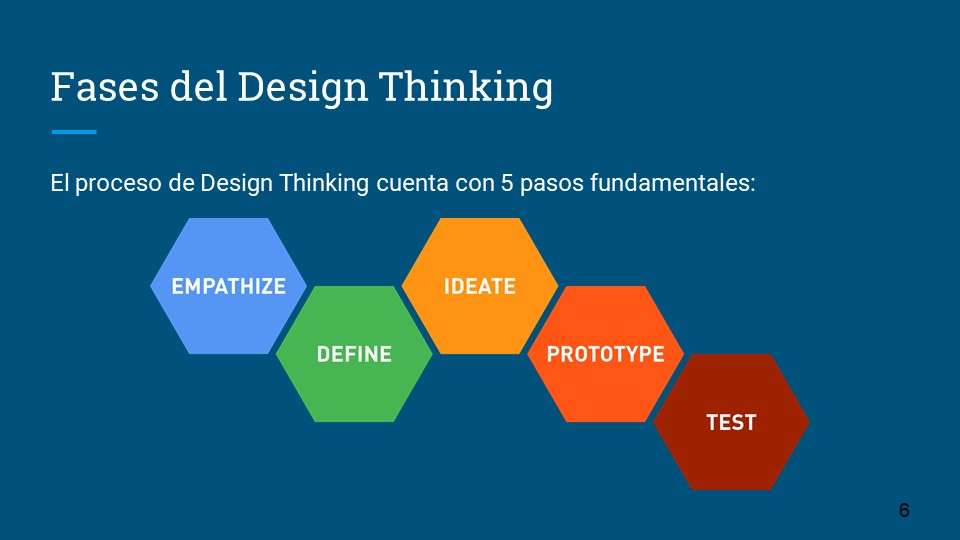 Fases del Design Thinking
El proceso de Design Thinking cuenta con 5 pasos fundamentales:
EMPATHIZE
DEFINE
IDEATE
PROTOTYPE
TEST
6